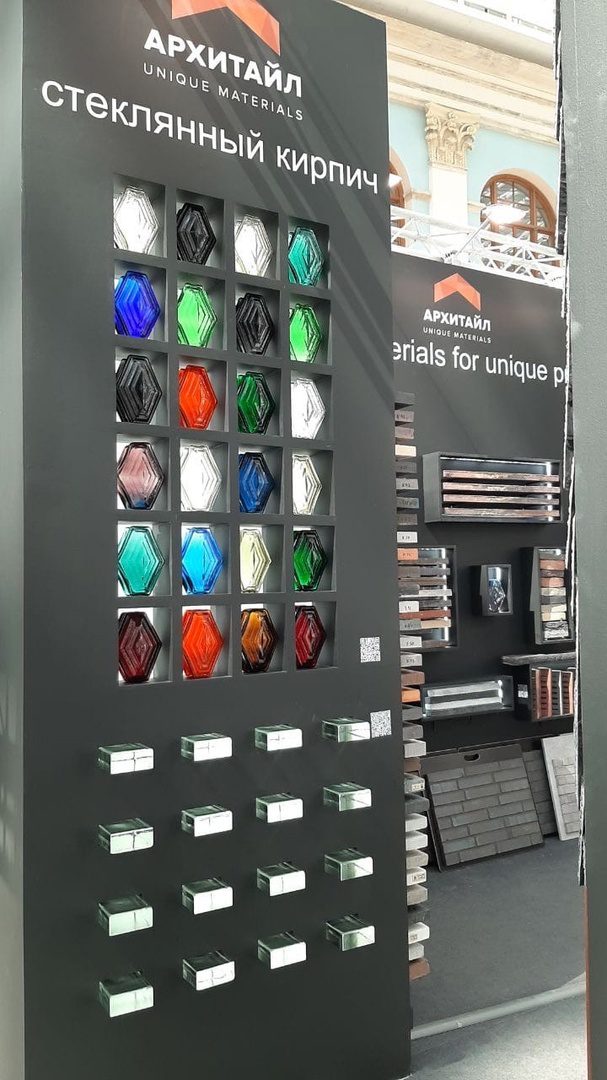 АРХИТАЙЛ
UNIQUE MATERIALS
стеклянный кирпич
АРХИТАЙЛ
UNIQUE MATERIALS
erials for unique p